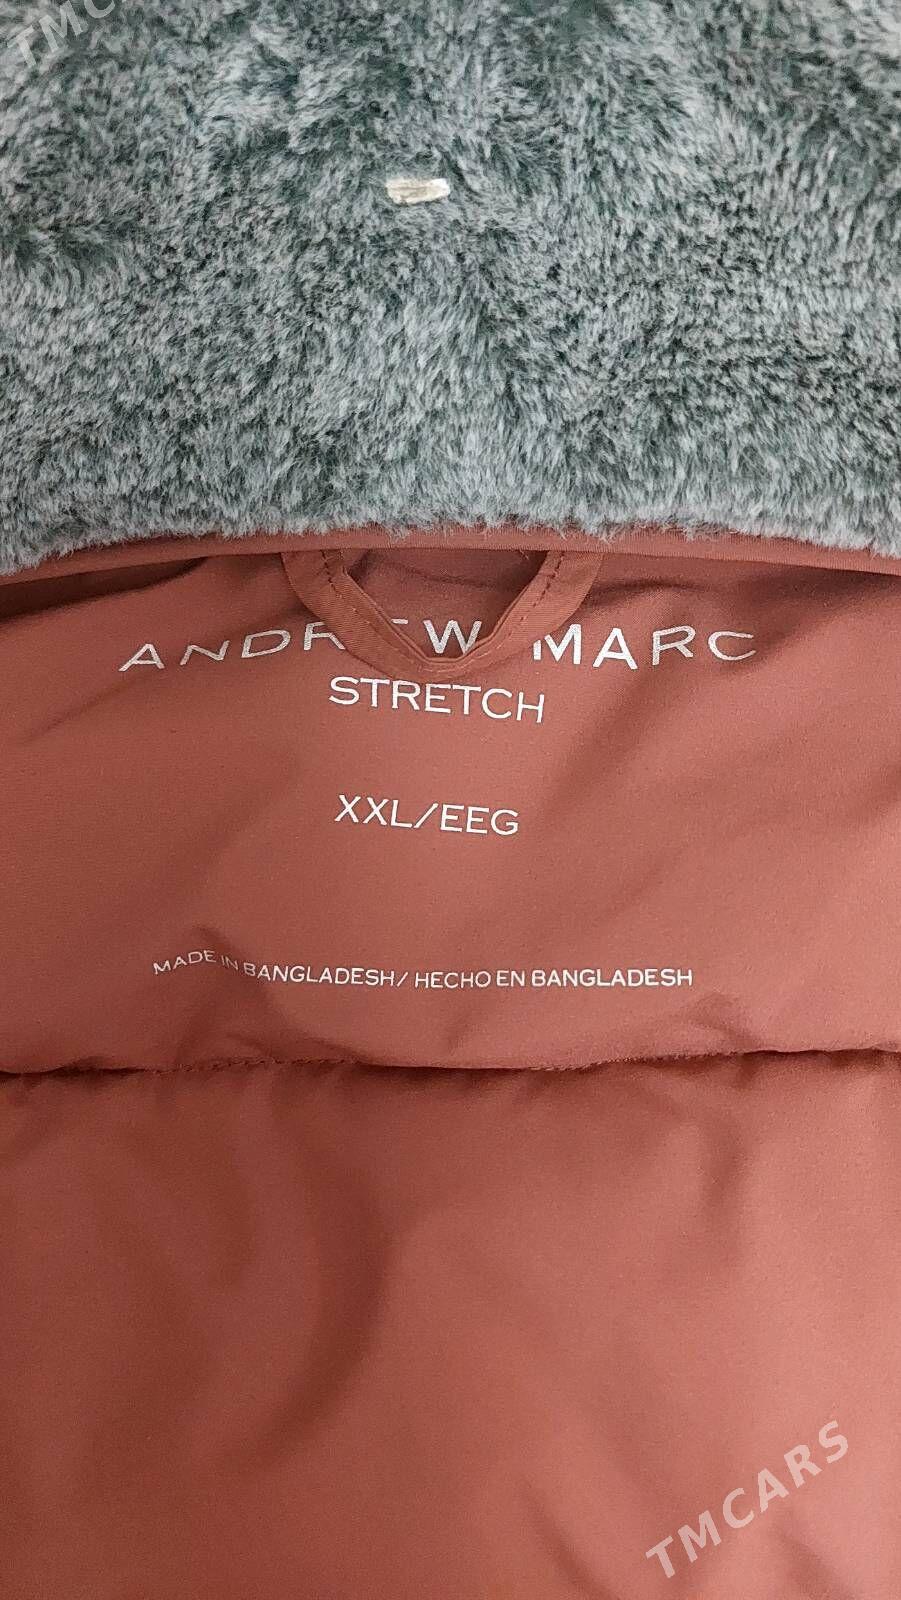 ANDREW MARC
STRETCH
XXL/EEG
MADE IN BANGLADESH/ HECHO EN BANGLADESH
TMCARS